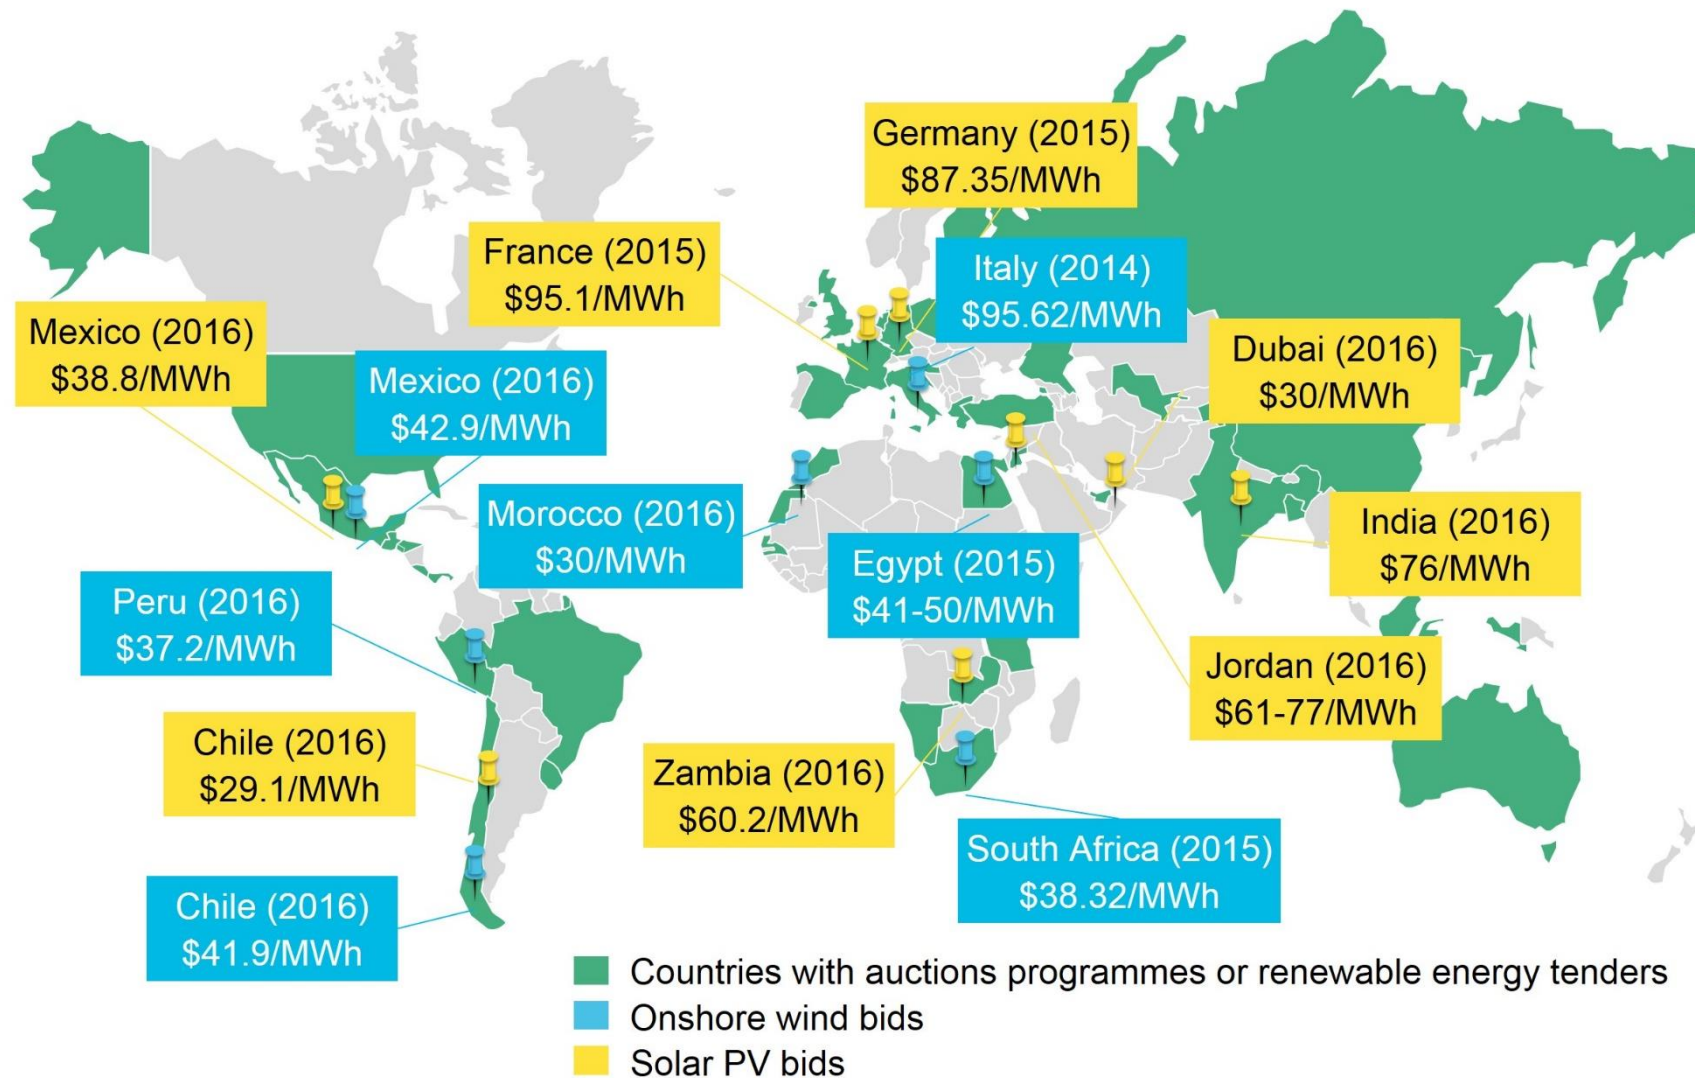 Germany (2015)
$87.35/MWh
France (2015)
$95.1/MWh
Italy (2014)
$95.62/MWh
Mexico (2016)
$38.8/MWh
Mexico (2016)
$42.9/MWh
Dubai (2016)
$30/MWh
Morocco (2016)
$30/MWh
Egypt (2015)
$41-50/MWh
India (2016)
$76/MWh
Peru (2016)
$37.2/MWh
Jordan (2016)
$61-77/MWh
Chile (2016)
$29.1/MWh
Zambia (2016)
$60.2/MWh
South Africa (2015)
$38.32/MWh
Chile (2016)
$41.9/MWh
Countries with auctions programmes or renewable energy tenders
Onshore wind bids
Solar PV bids